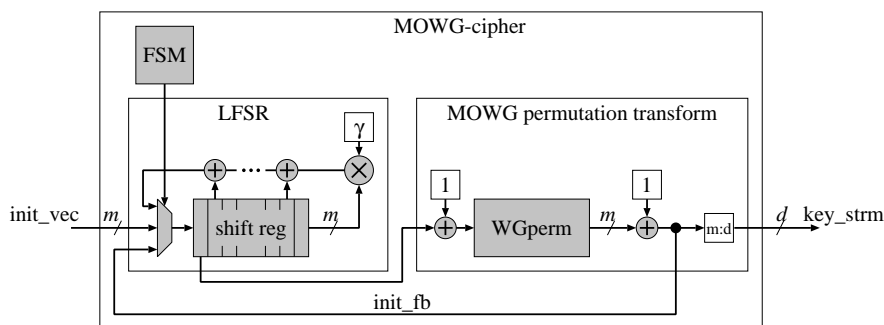 MOWG-cipher
FSM
LFSR
MOWG permutation transform
γ
+ ... + ×
1 1
init_vec m shift reg m + WGperm m + m:d d key_strm
init_fb